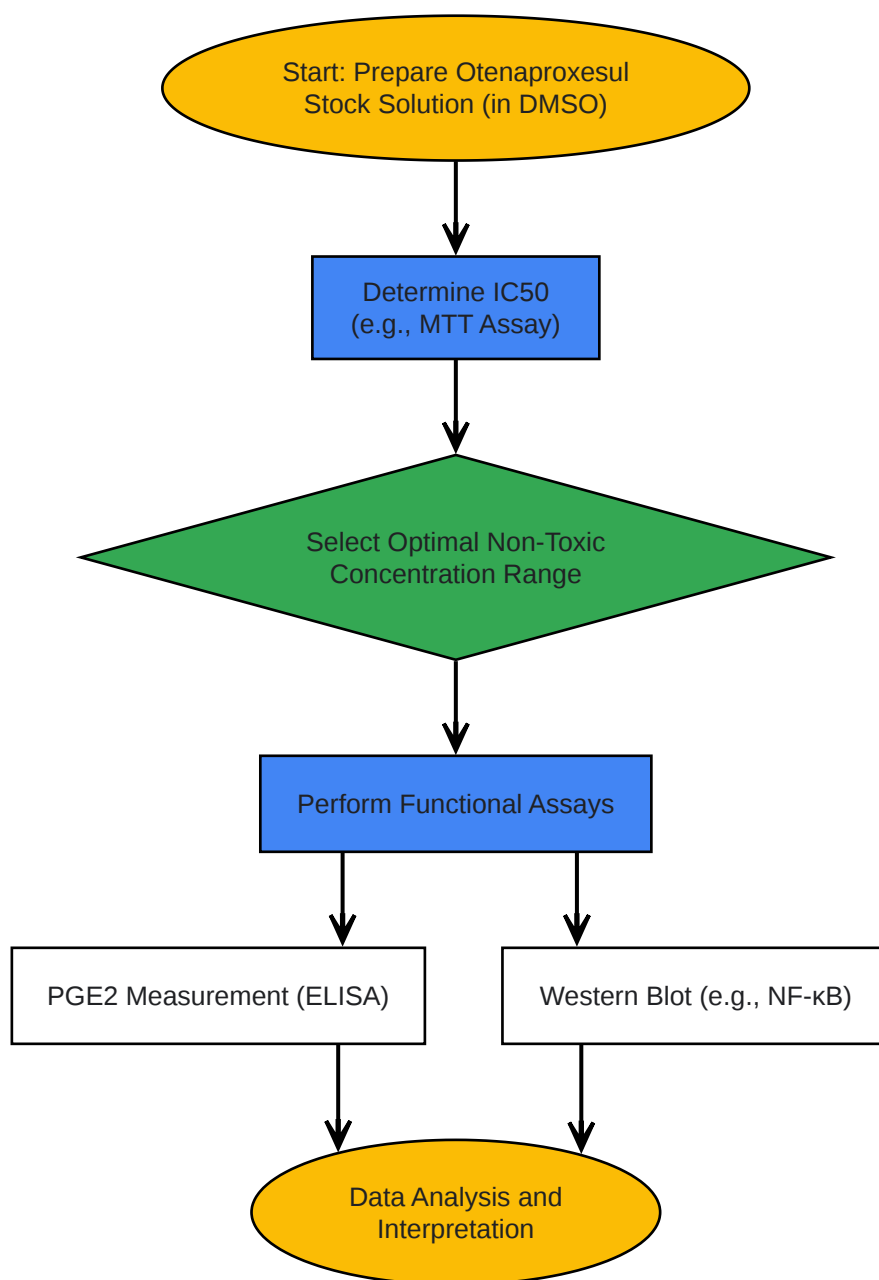 Start: Prepare Otenaproxesul
Stock Solution (in DMSO)
Determine IC50
(e.g., MTT Assay)
Select Optimal Non-Toxic
Concentration Range
Perform Functional Assays
PGE2 Measurement (ELISA)
Western Blot (e.g., NF-κB)
Data Analysis and
Interpretation